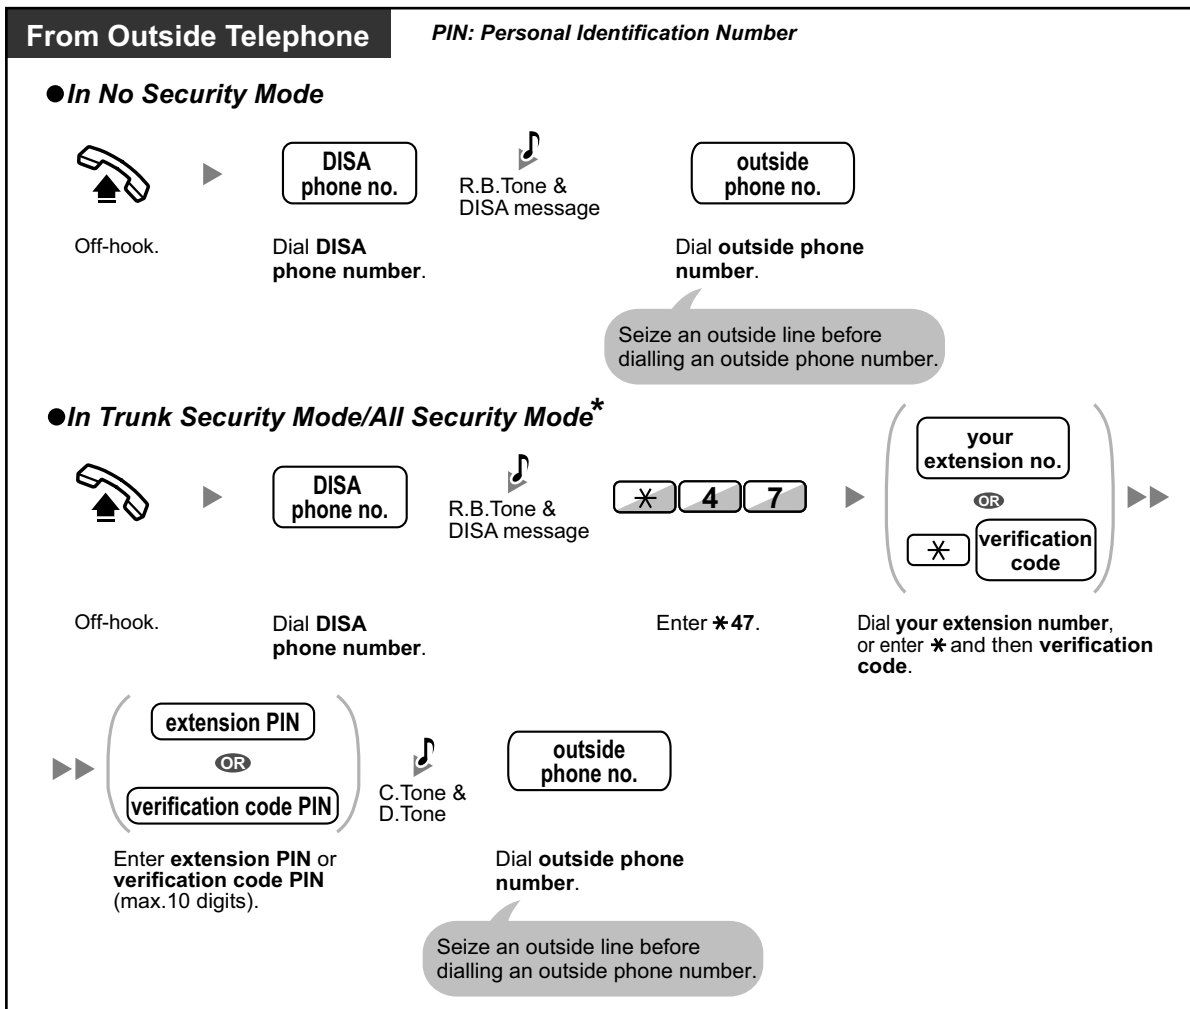 From Outside Telephone
PIN: Personal Identification Number
●In No Security Mode
DISA
phone no.
R.B.Tone &
DISA message
outside
phone no.
Off-hook.
Dial DISA
phone number.
Dial outside phone
number.
Seize an outside line before
dialling an outside phone number.
●In Trunk Security Mode/All Security Mode*
DISA
phone no.
R.B.Tone &
DISA message
* 4 7
your
extension no.
OR
* verification
code
Off-hook.
Dial DISA
phone number.
Enter *47.
Dial your extension number,
or enter * and then verification
code.
extension PIN
OR
verification code PIN
C.Tone &
D.Tone
outside
phone no.
Enter extension PIN or
verification code PIN
(max.10 digits).
Dial outside phone
number.
Seize an outside line before
dialling an outside phone number.